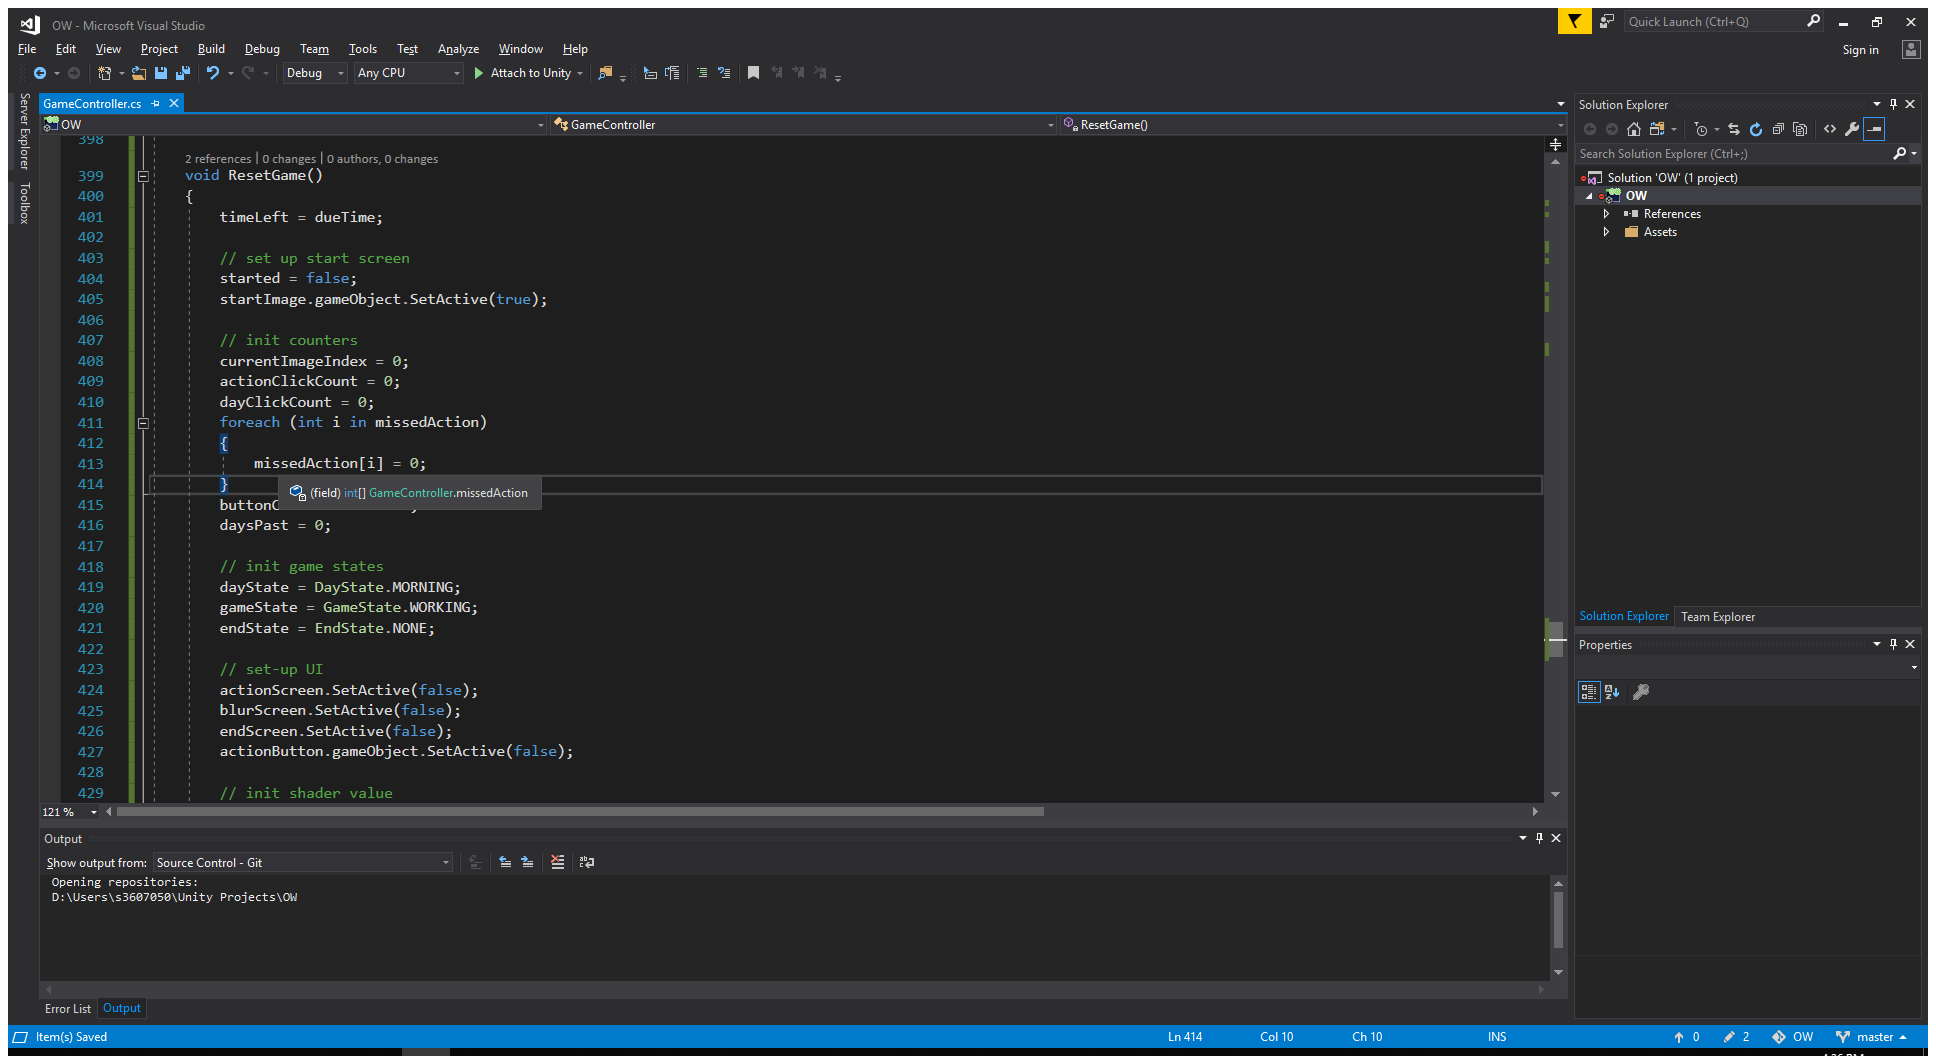 OW - Microsoft Visual Studio
Quick Launch (Ctrl+Q)
File Edit View Project Build Debug Team Tools Test Analyze Window Help
Sign in
Debug Any CPU Attach to Unity
Server Explorer
Toolbox
GameController.cs
OW GameController ResetGame()
398
2 references | 0 changes | 0 authors, 0 changes
399 void ResetGame()
400 {
401 timeLeft = dueTime;
402
403 // set up start screen
404 started = false;
405 startImage.gameObject.SetActive(true);
406
407 // init counters
408 currentImageIndex = 0;
409 actionClickCount = 0;
410 dayClickCount = 0;
411 foreach (int i in missedAction)
412 {
413 missedAction[i] = 0;
414 }
(field) int[] GameController.missedAction
415
416 daysPast = 0;
417
418 // init game states
419 dayState = DayState.MORNING;
420 gameState = GameState.WORKING;
421 endState = EndState.NONE;
422
423 // set-up UI
424 actionScreen.SetActive(false);
425 blurScreen.SetActive(false);
426 endScreen.SetActive(false);
427 actionButton.gameObject.SetActive(false);
428
429 // init shader value
121 %
Output
Show output from: Source Control - Git
Opening repositories:
D:\Users\s3607050\Unity Projects\OW
Error List Output
Solution Explorer
Search Solution Explorer (Ctrl+;)
Solution 'OW' (1 project)
OW
References
Assets
Solution Explorer Team Explorer
Properties
Item(s) Saved Ln 414 Col 10 Ch 10 INS 0 2 OW master